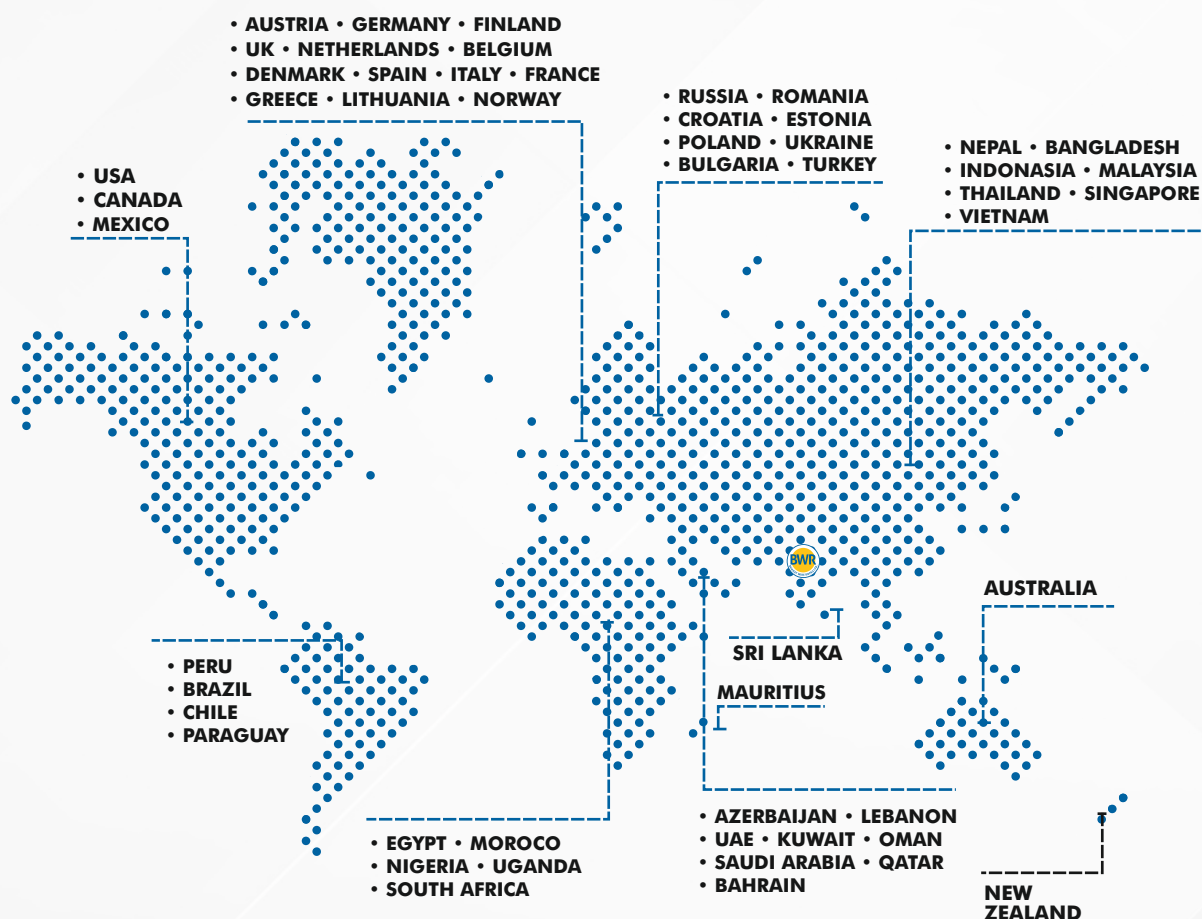 • AUSTRIA • GERMANY • FINLAND
• UK • NETHERLANDS • BELGIUM
• DENMARK • SPAIN • ITALY • FRANCE
• GREECE • LITHUANIA • NORWAY
• RUSSIA • ROMANIA
• CROATIA • ESTONIA
• POLAND • UKRAINE
• BULGARIA • TURKEY
• NEPAL • BANGLADESH
• INDONASIA • MALAYSIA
• THAILAND • SINGAPORE
• VIETNAM
• USA
• CANADA
• MEXICO
BWR
AUSTRALIA
SRI LANKA
MAURITIUS
• PERU
• BRAZIL
• CHILE
• PARAGUAY
• EGYPT • MOROCO
• NIGERIA • UGANDA
• SOUTH AFRICA
• AZERBAIJAN • LEBANON
• UAE • KUWAIT • OMAN
• SAUDI ARABIA • QATAR
• BAHRAIN
NEW
ZEALAND